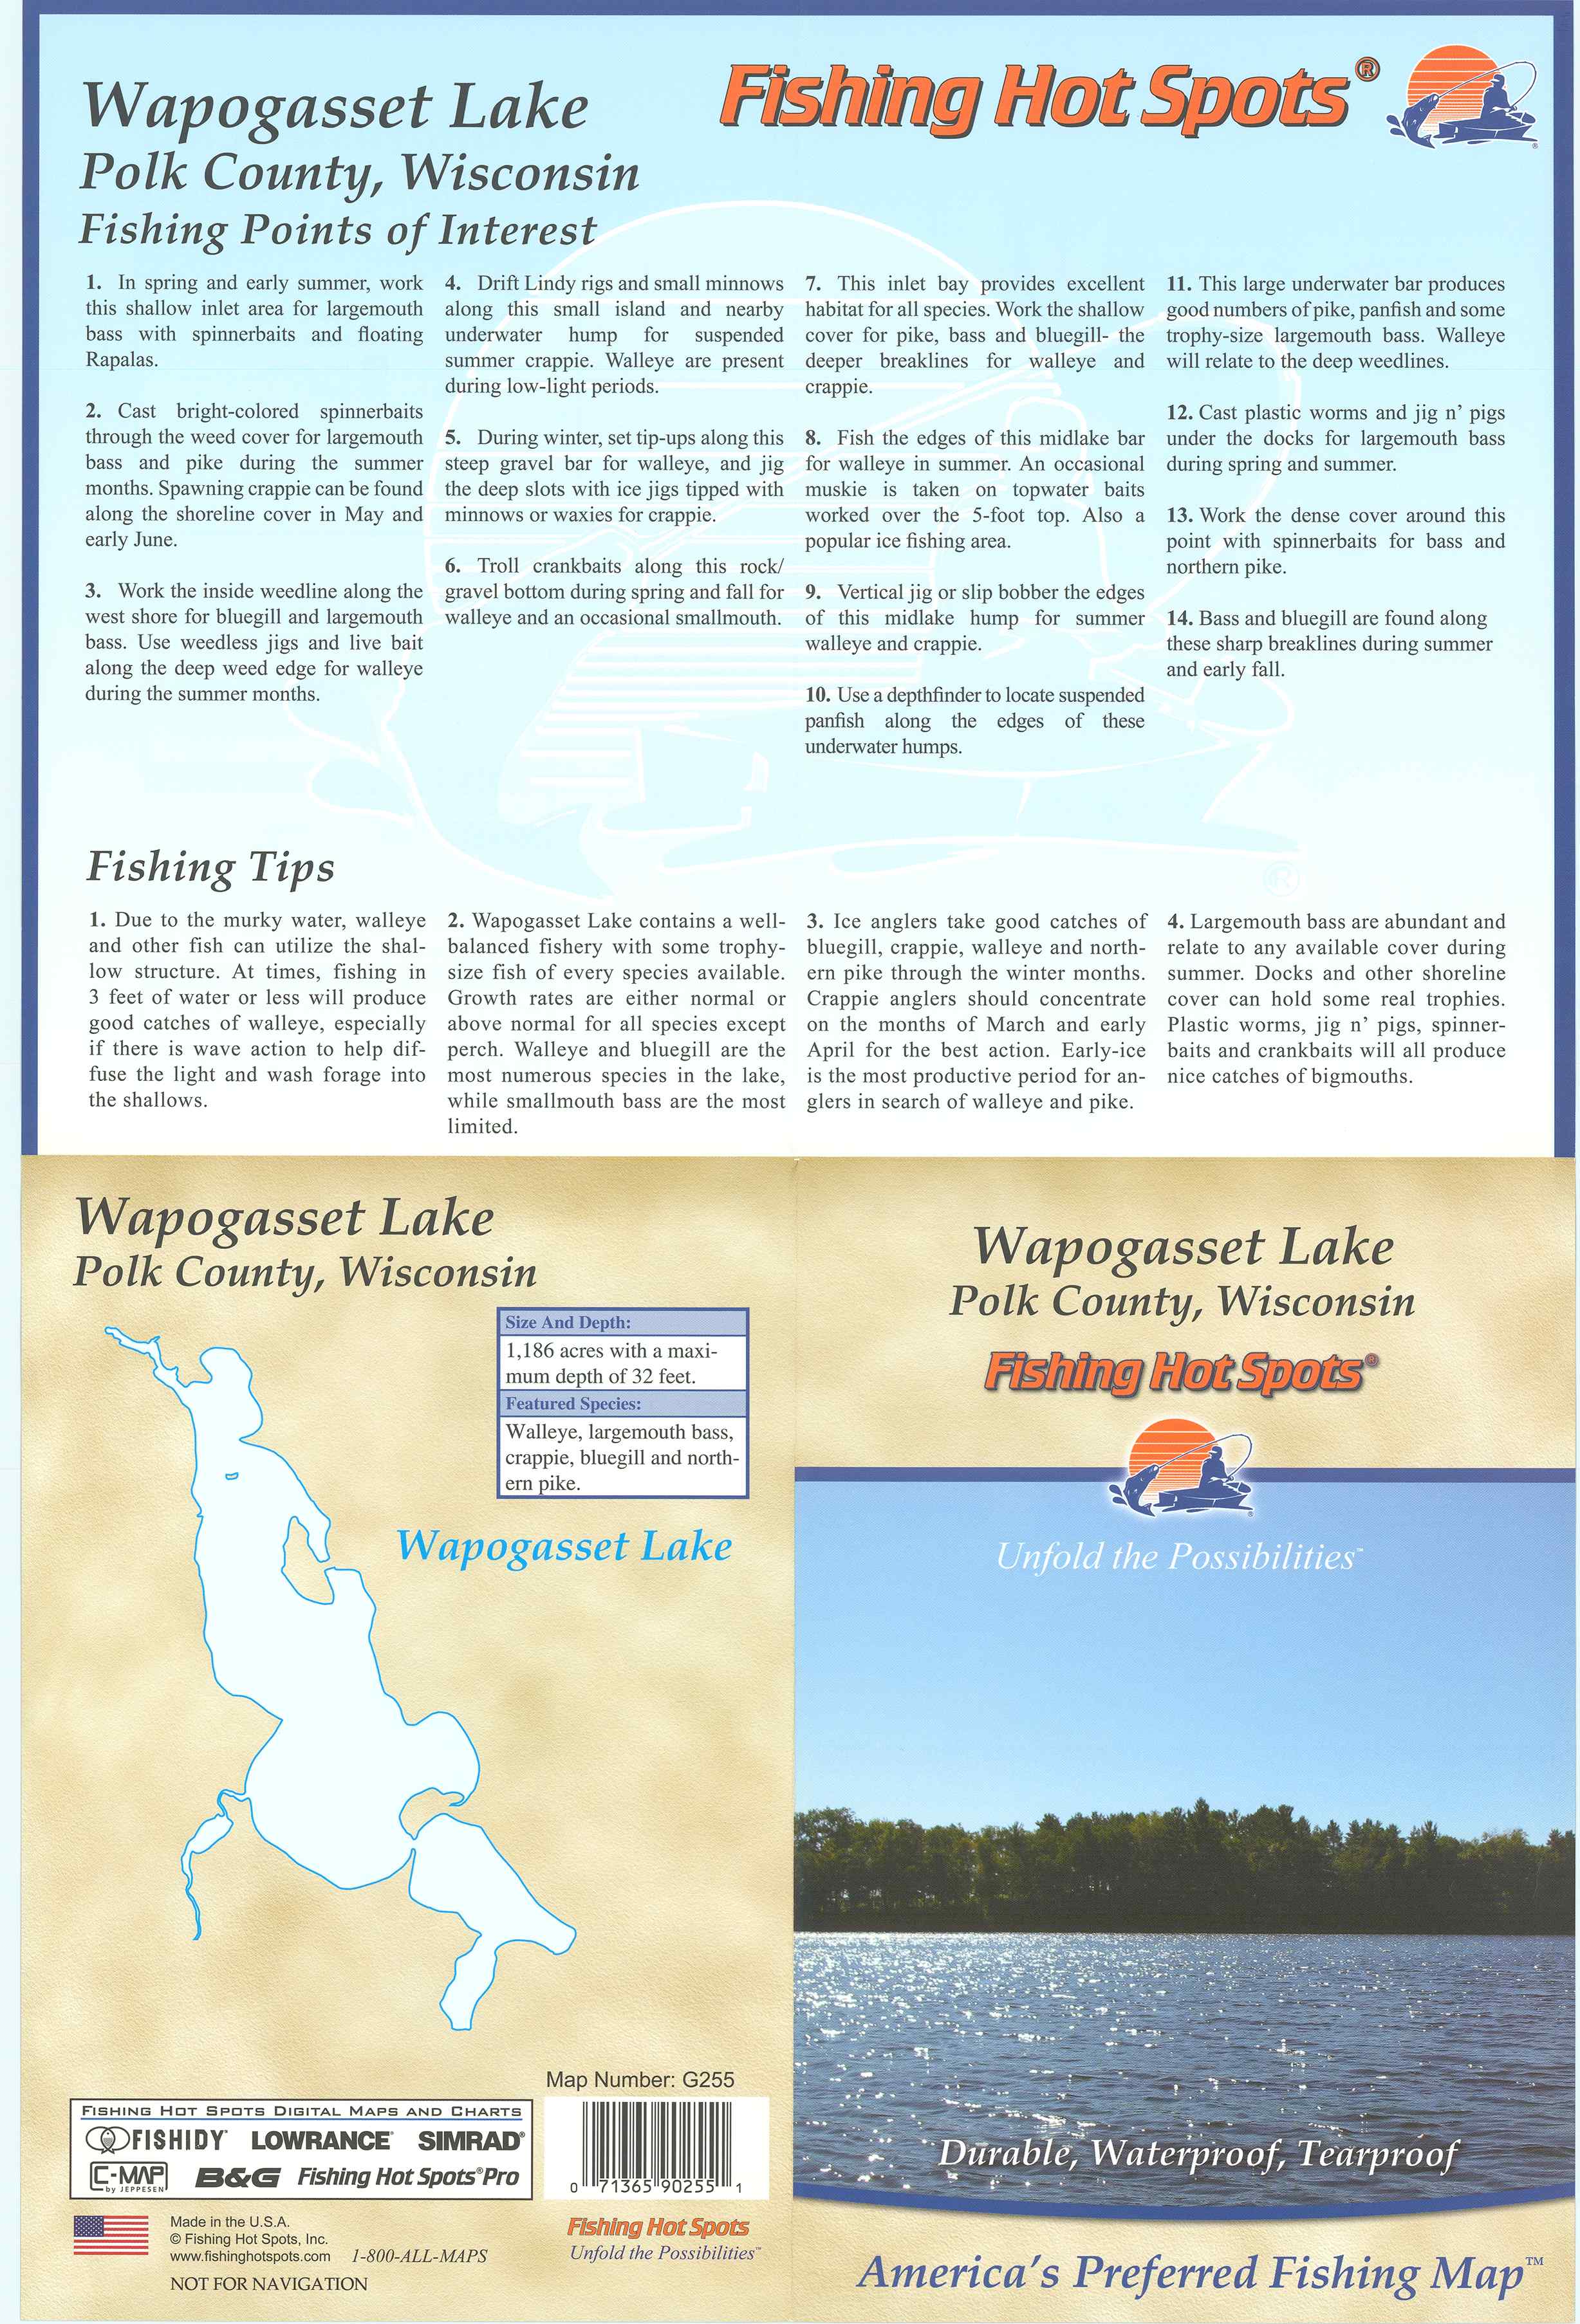 Wapogasset Lake
Polk County, Wisconsin
Fishing Points of Interest
Fishing Hot Spots®
®
1. In spring and early summer, work
this shallow inlet area for largemouth
bass with spinnerbaits and floating
Rapalas.
2. Cast bright-colored spinnerbaits
through the weed cover for largemouth
bass and pike during the summer
months. Spawning crappie can be found
along the shoreline cover in May and
early June.
3. Work the inside weedline along the
west shore for bluegill and largemouth
bass. Use weedless jigs and live bait
along the deep weed edge for walleye
during the summer months.
4. Drift Lindy rigs and small minnows
along this small island and nearby
underwater hump for suspended
summer crappie. Walleye are present
during low-light periods.
5. During winter, set tip-ups along this
steep gravel bar for walleye, and jig
the deep slots with ice jigs tipped with
minnows or waxies for crappie.
6. Troll crankbaits along this rock/
gravel bottom during spring and fall for
walleye and an occasional smallmouth.
7. This inlet bay provides excellent
habitat for all species. Work the shallow
cover for pike, bass and bluegill- the
deeper breaklines for walleye and
crappie.
8. Fish the edges of this midlake bar
for walleye in summer. An occasional
muskie is taken on topwater baits
worked over the 5-foot top. Also a
popular ice fishing area.
9. Vertical jig or slip bobber the edges
of this midlake hump for summer
walleye and crappie.
10. Use a depthfinder to locate suspended
panfish along the edges of these
underwater humps.
11. This large underwater bar produces
good numbers of pike, panfish and some
trophy-size largemouth bass. Walleye
will relate to the deep weedlines.
12. Cast plastic worms and jig n' pigs
under the docks for largemouth bass
during spring and summer.
13. Work the dense cover around this
point with spinnerbaits for bass and
northern pike.
14. Bass and bluegill are found along
these sharp breaklines during summer
and early fall.
®
Fishing Tips
1. Due to the murky water, walleye
and other fish can utilize the shal-
low structure. At times, fishing in
3 feet of water or less will produce
good catches of walleye, especially
if there is wave action to help dif-
fuse the light and wash forage into
the shallows.
2. Wapogasset Lake contains a well-
balanced fishery with some trophy-
size fish of every species available.
Growth rates are either normal or
above normal for all species except
perch. Walleye and bluegill are the
most numerous species in the lake,
while smallmouth bass are the most
limited.
3. Ice anglers take good catches of
bluegill, crappie, walleye and north-
ern pike through the winter months.
Crappie anglers should concentrate
on the months of March and early
April for the best action. Early-ice
is the most productive period for an-
glers in search of walleye and pike.
4. Largemouth bass are abundant and
relate to any available cover during
summer. Docks and other shoreline
cover can hold some real trophies.
Plastic worms, jig n' pigs, spinner-
baits and crankbaits will all produce
nice catches of bigmouths.
Wapogasset Lake
Polk County, Wisconsin
Size And Depth:
1,186 acres with a maxi-
mum depth of 32 feet.
Featured Species:
Walleye, largemouth bass,
crappie, bluegill and north-
ern pike.
Wapogasset Lake
Map Number: G255
FISHING HOT SPOTS DIGITAL MAPS AND CHARTS
FISHIDY™ LOWRANCE® SIMRAD®
C-MAP by JEPPESEN B&G Fishing Hot Spots® Pro
0 71365 90255 1
Made in the U.S.A.
© Fishing Hot Spots, Inc.
www.fishinghotspots.com 1-800-ALL-MAPS
NOT FOR NAVIGATION
Fishing Hot Spots
Unfold the Possibilities™
Wapogasset Lake
Polk County, Wisconsin
Fishing Hot Spots®
®
Unfold the Possibilities™
Durable, Waterproof, Tearproof
America's Preferred Fishing Map™